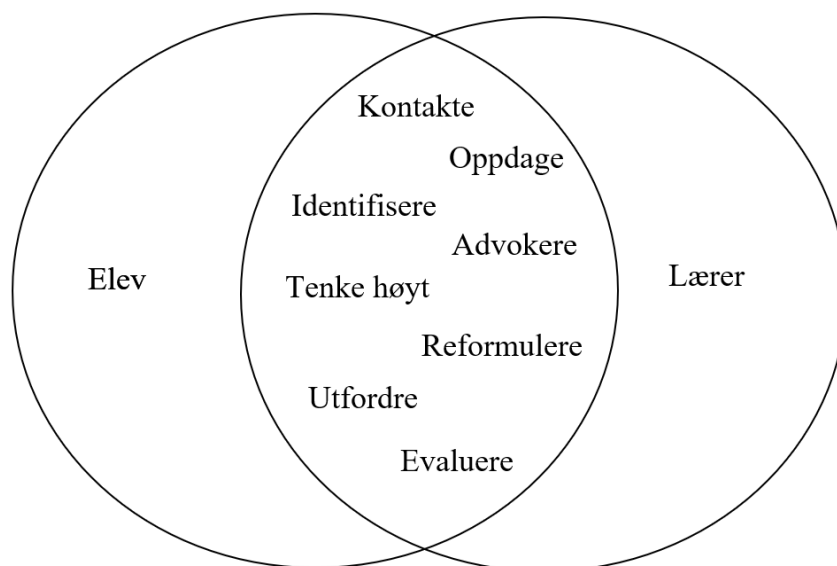 Kontakte
Oppdage
Identifisere
Advokere
Elev
Tenke høyt
Lærer
Reformulere
Utfordre
Evaluere